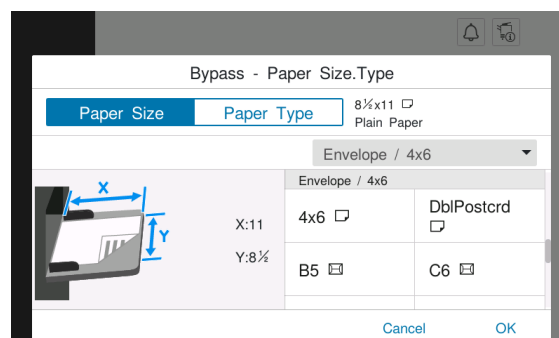 Bypass - Paper Size.Type
Paper Size
Paper Type
8½x11
Plain Paper
Envelope / 4x6
X
Y
X:11
Y:8½
Envelope / 4x6
4x6
DblPostcrd
B5
C6
Cancel
OK